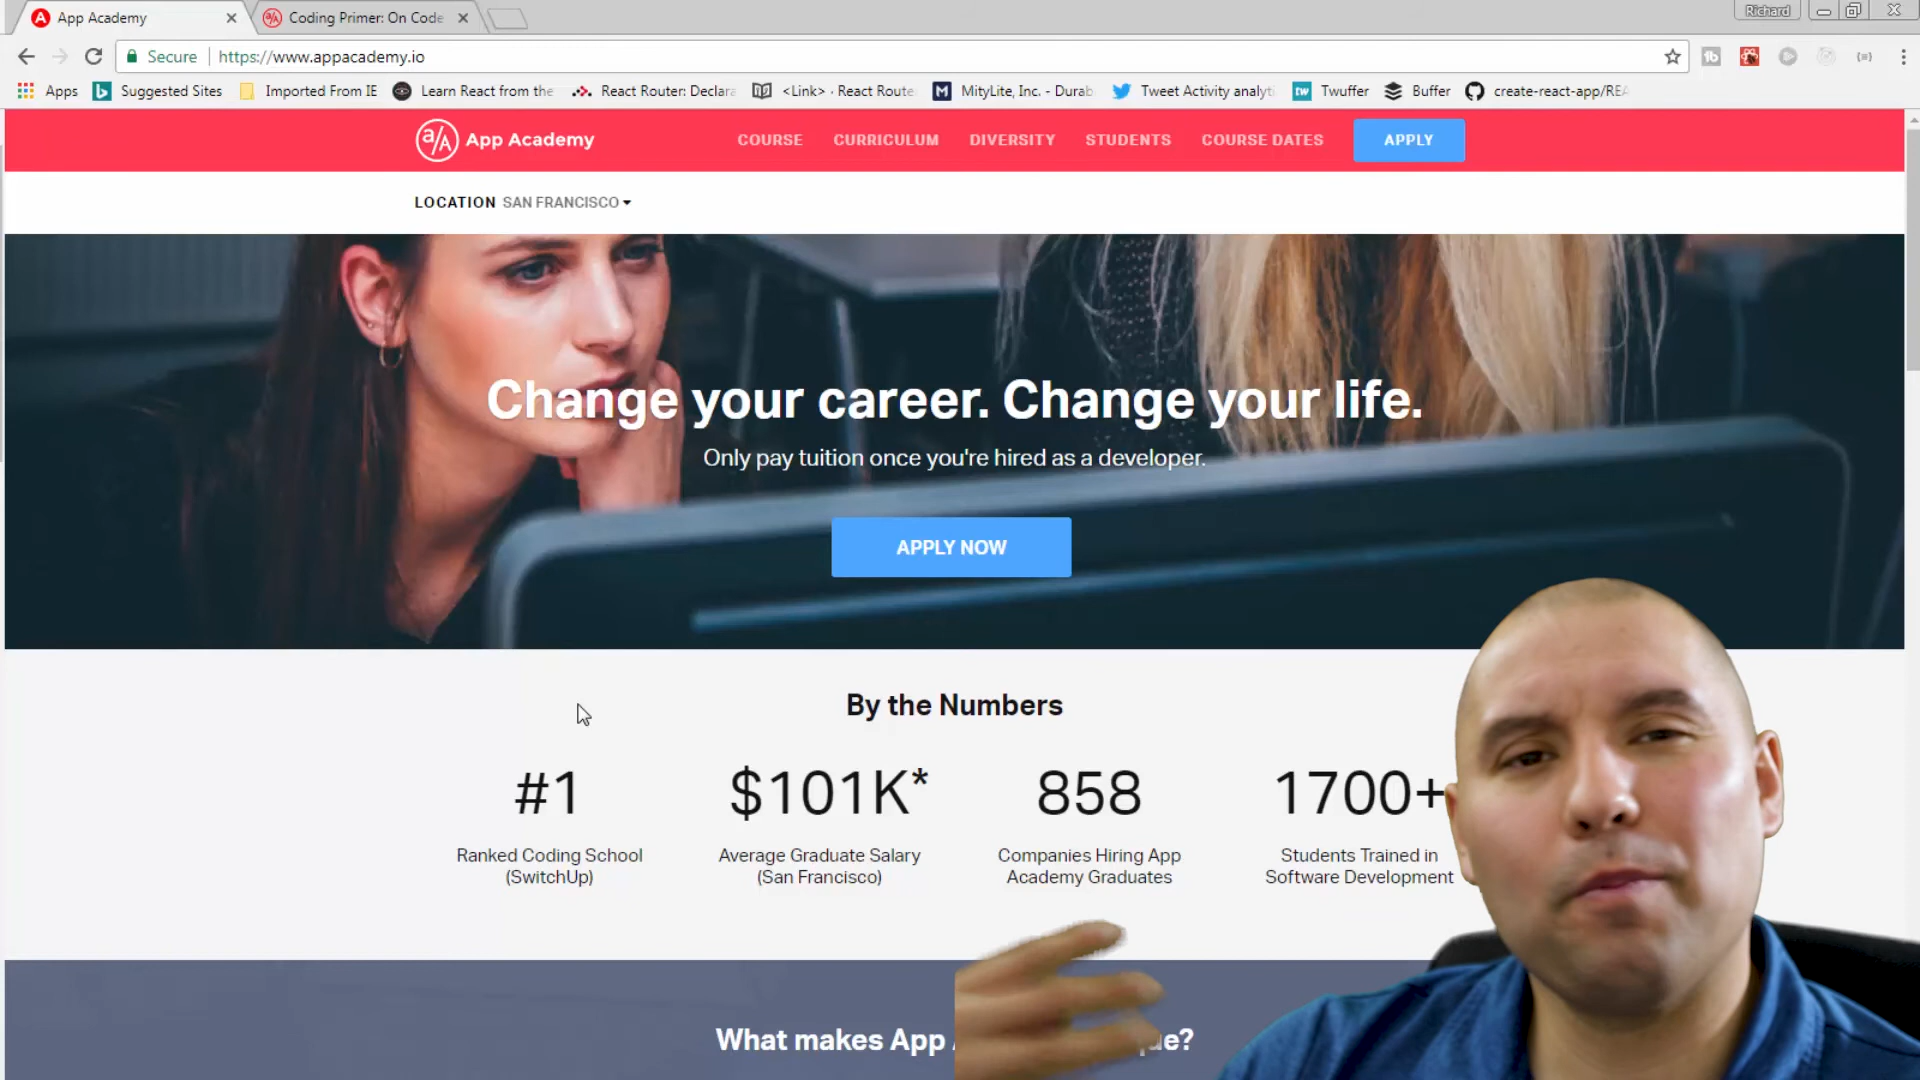 App Academy
Coding Primer: On Code
Richard
Secure
https://www.appacademy.io
Apps
Suggested Sites
Imported From IE
Learn React from the
React Router: Declara
<Link> · React Route
MityLite, Inc. - Durab
Tweet Activity analyti
tw
Twuffer
Buffer
create-react-app/REA
a/A App Academy
COURSE
CURRICULUM
DIVERSITY
STUDENTS
COURSE DATES
APPLY
LOCATION SAN FRANCISCO
Change your career. Change your life.
Only pay tuition once you're hired as a developer.
APPLY NOW
By the Numbers
#1
Ranked Coding School
(SwitchUp)
$101K*
Average Graduate Salary
(San Francisco)
858
Companies Hiring App
Academy Graduates
1700+
Students Trained in
Software Development
What makes App